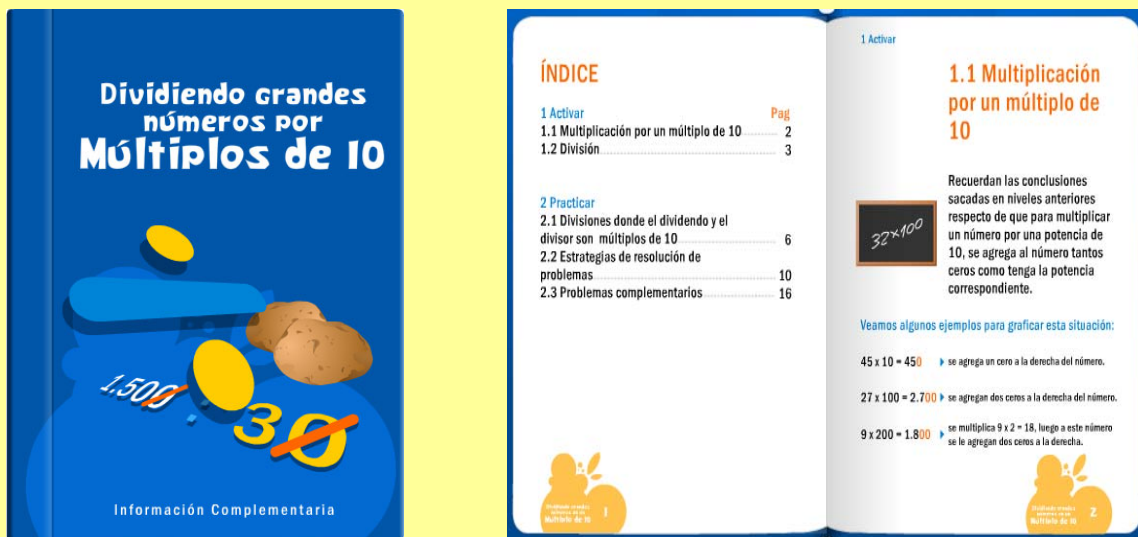 Dividiendo grandes
números por
Múltiplos de 10
1.500 : 30
Información Complementaria
ÍNDICE
1 Activar Pag
1.1 Multiplicación por un múltiplo de 10 2
1.2 División 3
2 Practicar
2.1 Divisiones donde el dividendo y el
divisor son múltiplos de 10 6
2.2 Estrategias de resolución de
problemas 10
2.3 Problemas complementarios 16
Múltiplo de 10
1
1 Activar
1.1 Multiplicación
por un múltiplo de
10
32x100
Recuerdan las conclusiones
sacadas en niveles anteriores
respecto de que para multiplicar
un número por una potencia de
10, se agrega al número tantos
ceros como tenga la potencia
correspondiente.
Veamos algunos ejemplos para graficar esta situación:
45 x 10 = 450 se agrega un cero a la derecha del número.
27 x 100 = 2.700 se agregan dos ceros a la derecha del número.
9 x 200 = 1.800 se multiplica 9 x 2 = 18, luego a este número
se le agregan dos ceros a la derecha.
Múltiplo de 10
2